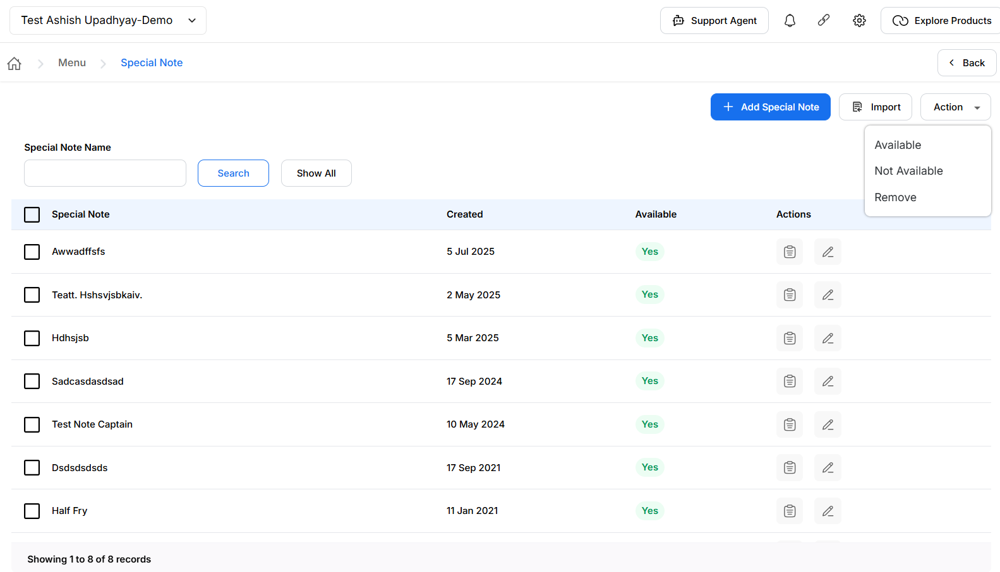 Test Ashish Upadhyay-Demo
Support Agent
Explore Products
Menu
Special Note
Back
Add Special Note
Import
Action
Available
Not Available
Remove
Special Note Name
Search
Show All
Special Note Created Available Actions
Awwadffsfs 5 Jul 2025 Yes
Teatt. Hshsvjsbkaiv. 2 May 2025 Yes
Hdhsjsb 5 Mar 2025 Yes
Sadcasdasdsad 17 Sep 2024 Yes
Test Note Captain 10 May 2024 Yes
Dsdsdsdsds 17 Sep 2021 Yes
Half Fry 11 Jan 2021 Yes
Showing 1 to 8 of 8 records